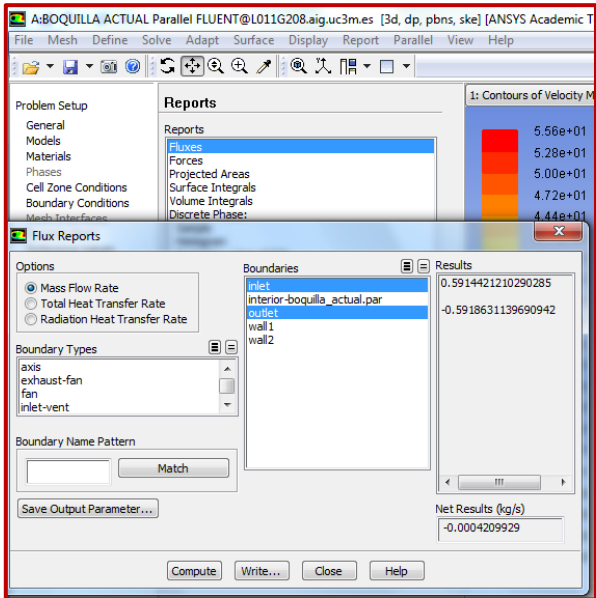 A:BOQUILLA ACTUAL Parallel FLUENT@L011G208.aig.uc3m.es [3d, dp, pbns, ske] [ANSYS Academic T
File Mesh Define Solve Adapt Surface Display Report Parallel View Help
Problem Setup
General
Models
Materials
Phases
Cell Zone Conditions
Boundary Conditions
Mesh Interfaces
Reports
Reports
Fluxes
Forces
Projected Areas
Surface Integrals
Volume Integrals
Discrete Phase:
Sample
Histogram
1: Contours of Velocity M
5.56e+01
5.28e+01
5.00e+01
4.72e+01
4.44e+01
Flux Reports
Options
Mass Flow Rate
Total Heat Transfer Rate
Radiation Heat Transfer Rate
Boundary Types
axis
exhaust-fan
fan
inlet-vent
Boundary Name Pattern
Match
Save Output Parameter...
Boundaries
inlet
interior-boquilla_actual.par
outlet
wall1
wall2
Results
0.5914421210290285
-0.5918631139690942
Net Results (kg/s)
-0.0004209929
Compute Write... Close Help